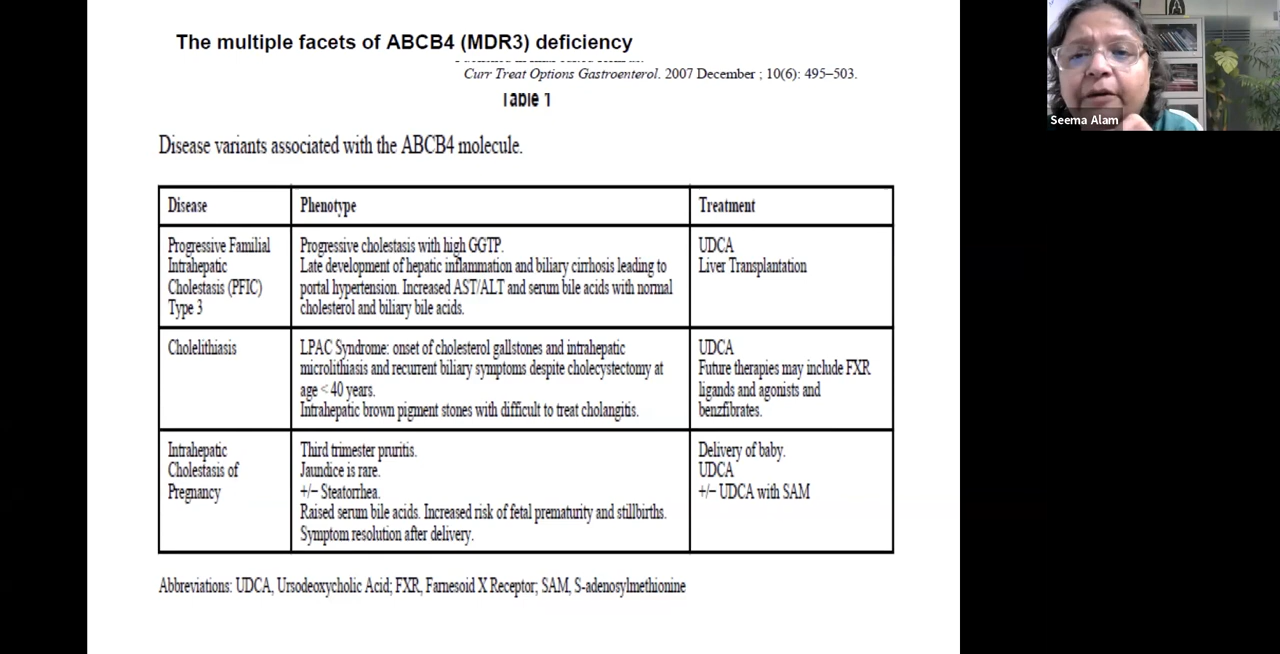 The multiple facets of ABCB4 (MDR3) deficiency
Curr Treat Options Gastroenterol. 2007 December ; 10(6): 495–503.
Table 1
Disease variants associated with the ABCB4 molecule.
Disease
Phenotype
Treatment
Progressive Familial
Intrahepatic
Cholestasis (PFIC)
Type 3
Progressive cholestasis with high GGTP.
Late development of hepatic inflammation and biliary cirrhosis leading to
portal hypertension. Increased AST/ALT and serum bile acids with normal
cholesterol and biliary bile acids.
UDCA
Liver Transplantation
Cholelithiasis
LPAC Syndrome: onset of cholesterol gallstones and intrahepatic
microlithiasis and recurrent biliary symptoms despite cholecystectomy at
age < 40 years.
Intrahepatic brown pigment stones with difficult to treat cholangitis.
UDCA
Future therapies may include FXR
ligands and agonists and
benzfibrates.
Intrahepatic
Cholestasis of
Pregnancy
Third trimester pruritis.
Jaundice is rare.
+/− Steatorrhea.
Raised serum bile acids. Increased risk of fetal prematurity and stillbirths.
Symptom resolution after delivery.
Delivery of baby.
UDCA
+/− UDCA with SAM
Abbreviations: UDCA, Ursodeoxycholic Acid; FXR, Farnesoid X Receptor; SAM, S-adenosylmethionine
Seema Alam